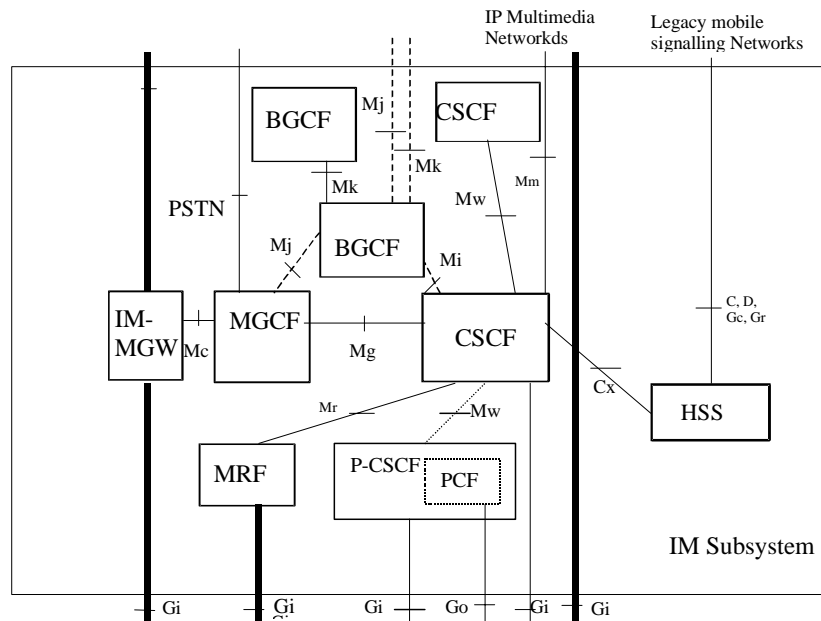 IP Multimedia
Networkds
Legacy mobile
signalling Networks
BGCF
Mj
CSCF
Mk
Mk
Mw
Mm
PSTN
BGCF
Mj
Mi
IM-
MGW
Mc
MGCF
Mg
CSCF
C, D,
Gc, Gr
Cx
HSS
Mr
Mw
MRF
P-CSCF
PCF
IM Subsystem
Gi
Gi
Gi
Go
Gi
Gi